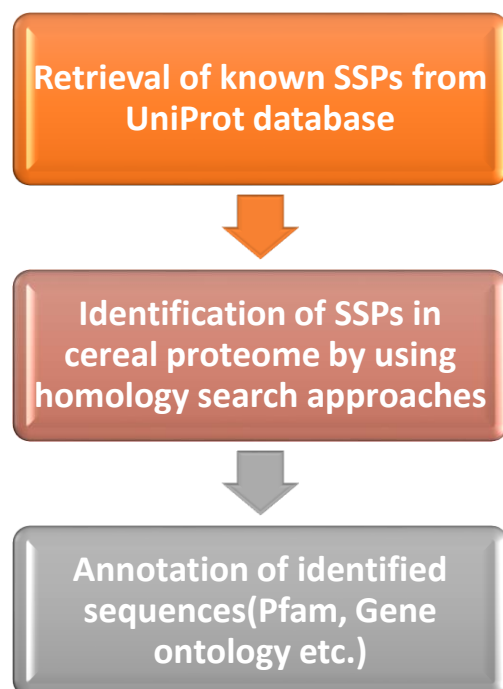 Retrieval of known SSPs from
UniProt database
Identification of SSPs in
cereal proteome by using
homology search approaches
Annotation of identified
sequences(Pfam, Gene
ontology etc.)